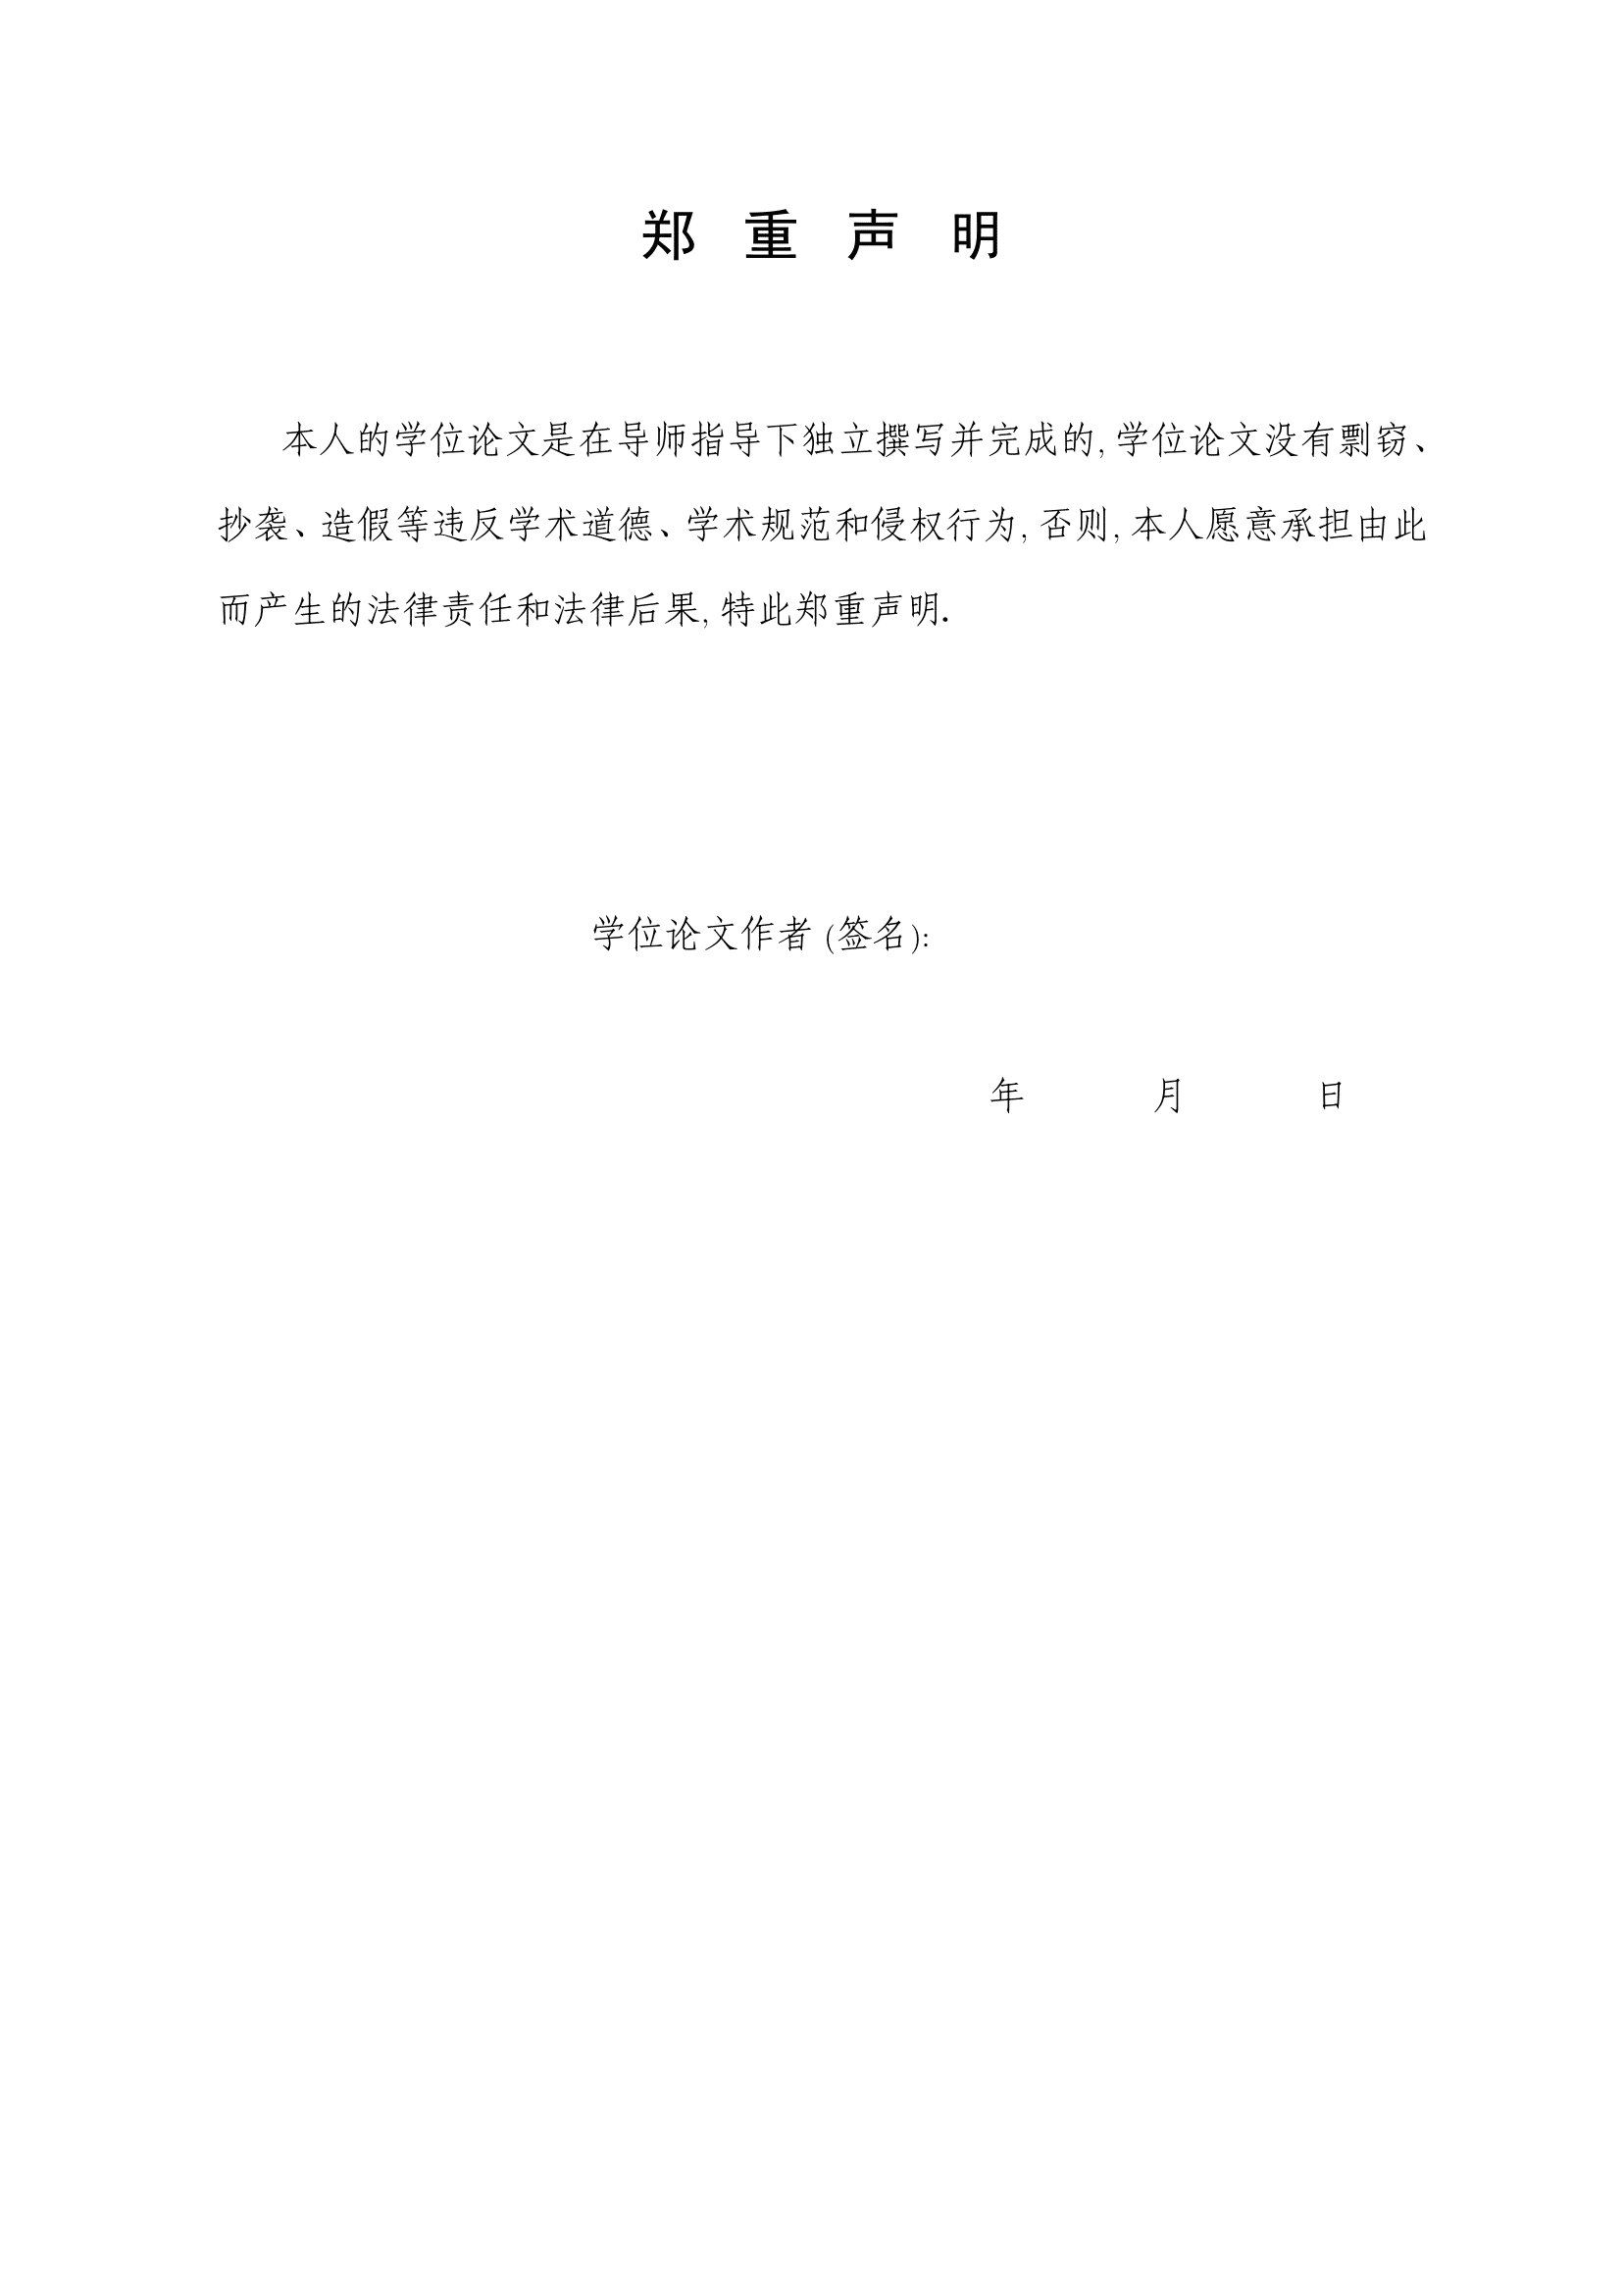 郑 重 声 明
本人的学位论文是在导师指导下独立撰写并完成的, 学位论文没有剽窃、
抄袭、造假等违反学术道德、学术规范和侵权行为, 否则, 本人愿意承担由此
而产生的法律责任和法律后果, 特此郑重声明.
学位论文作者 (签名):
年 月 日